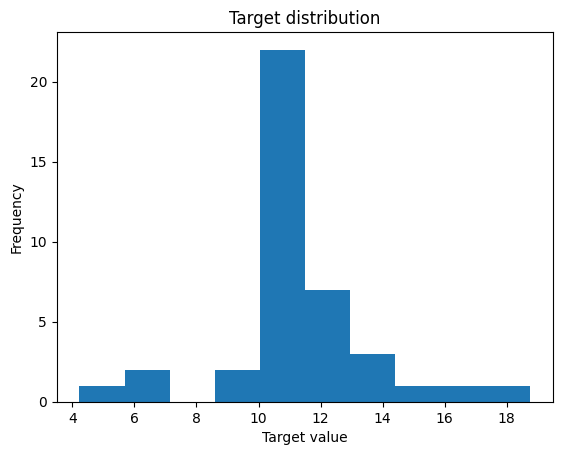 Target distribution
20
15
10
5
0
Frequency
4 6 8 10 12 14 16 18
Target value